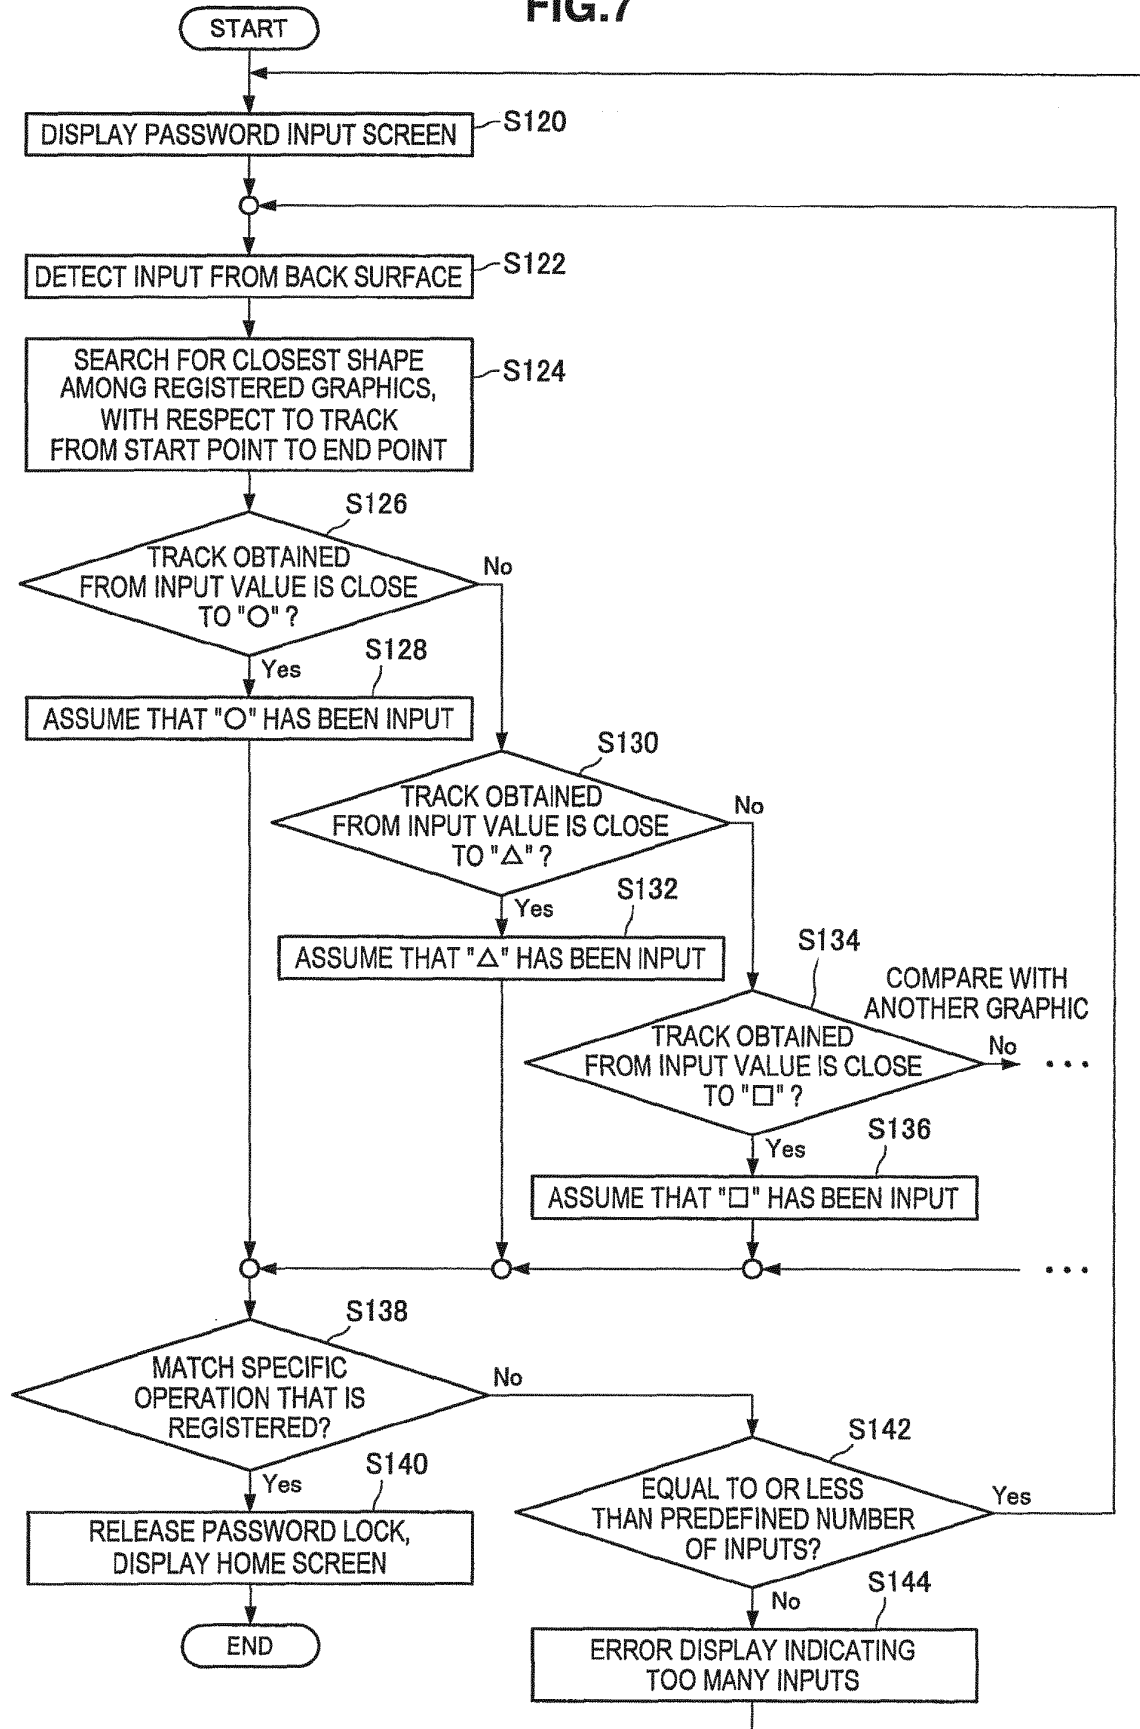 FIG.7
START
DISPLAY PASSWORD INPUT SCREEN
S120
DETECT INPUT FROM BACK SURFACE
S122
SEARCH FOR CLOSEST SHAPE
AMONG REGISTERED GRAPHICS,
WITH RESPECT TO TRACK
FROM START POINT TO END POINT
S124
S126
TRACK OBTAINED
FROM INPUT VALUE IS CLOSE
TO "○" ?
No
Yes
S128
ASSUME THAT "○" HAS BEEN INPUT
S130
TRACK OBTAINED
FROM INPUT VALUE IS CLOSE
TO "△" ?
No
Yes
S132
ASSUME THAT "△" HAS BEEN INPUT
S134
COMPARE WITH
ANOTHER GRAPHIC
TRACK OBTAINED
FROM INPUT VALUE IS CLOSE
TO "□" ?
No
...
Yes
S136
ASSUME THAT "□" HAS BEEN INPUT
...
S138
MATCH SPECIFIC
OPERATION THAT IS
REGISTERED?
No
Yes
S140
RELEASE PASSWORD LOCK,
DISPLAY HOME SCREEN
END
S142
EQUAL TO OR LESS
THAN PREDEFINED NUMBER
OF INPUTS?
Yes
No
S144
ERROR DISPLAY INDICATING
TOO MANY INPUTS